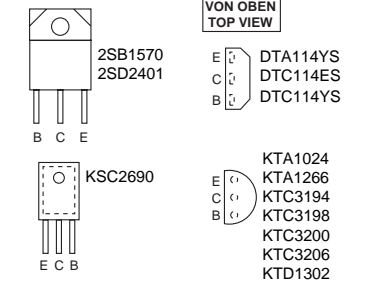 VON OBEN
TOP VIEW
2SB1570
2SD2401
B C E
E
C
B
DTA114YS
DTC114ES
DTC114YS
KSC2690
E C B
E
C
B
KTA1024
KTA1266
KTC3194
KTC3198
KTC3200
KTC3206
KTD1302